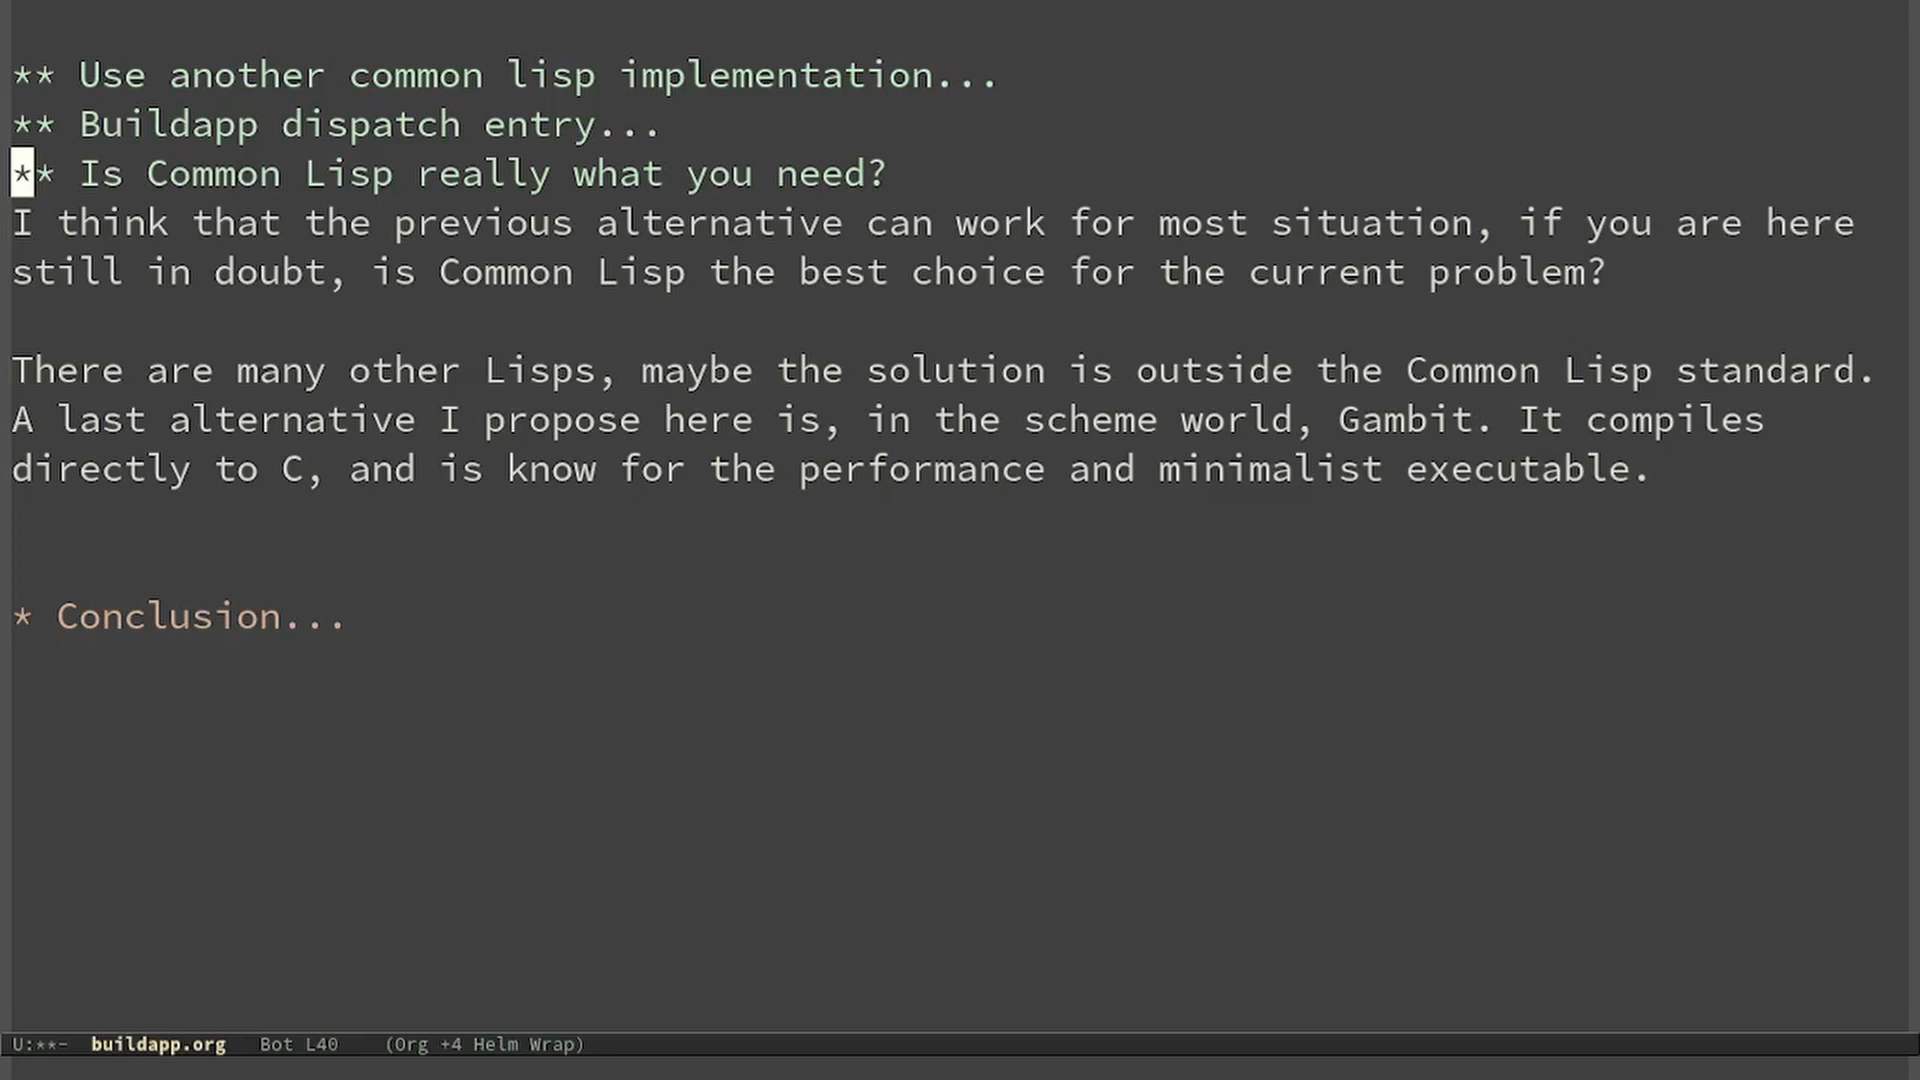 ** Use another common lisp implementation...
** Buildapp dispatch entry...
** Is Common Lisp really what you need?
I think that the previous alternative can work for most situation, if you are here
still in doubt, is Common Lisp the best choice for the current problem?
There are many other Lisps, maybe the solution is outside the Common Lisp standard.
A last alternative I propose here is, in the scheme world, Gambit. It compiles
directly to C, and is know for the performance and minimalist executable.
* Conclusion...
U:**-  buildapp.org   Bot L40    (Org +4 Helm Wrap)